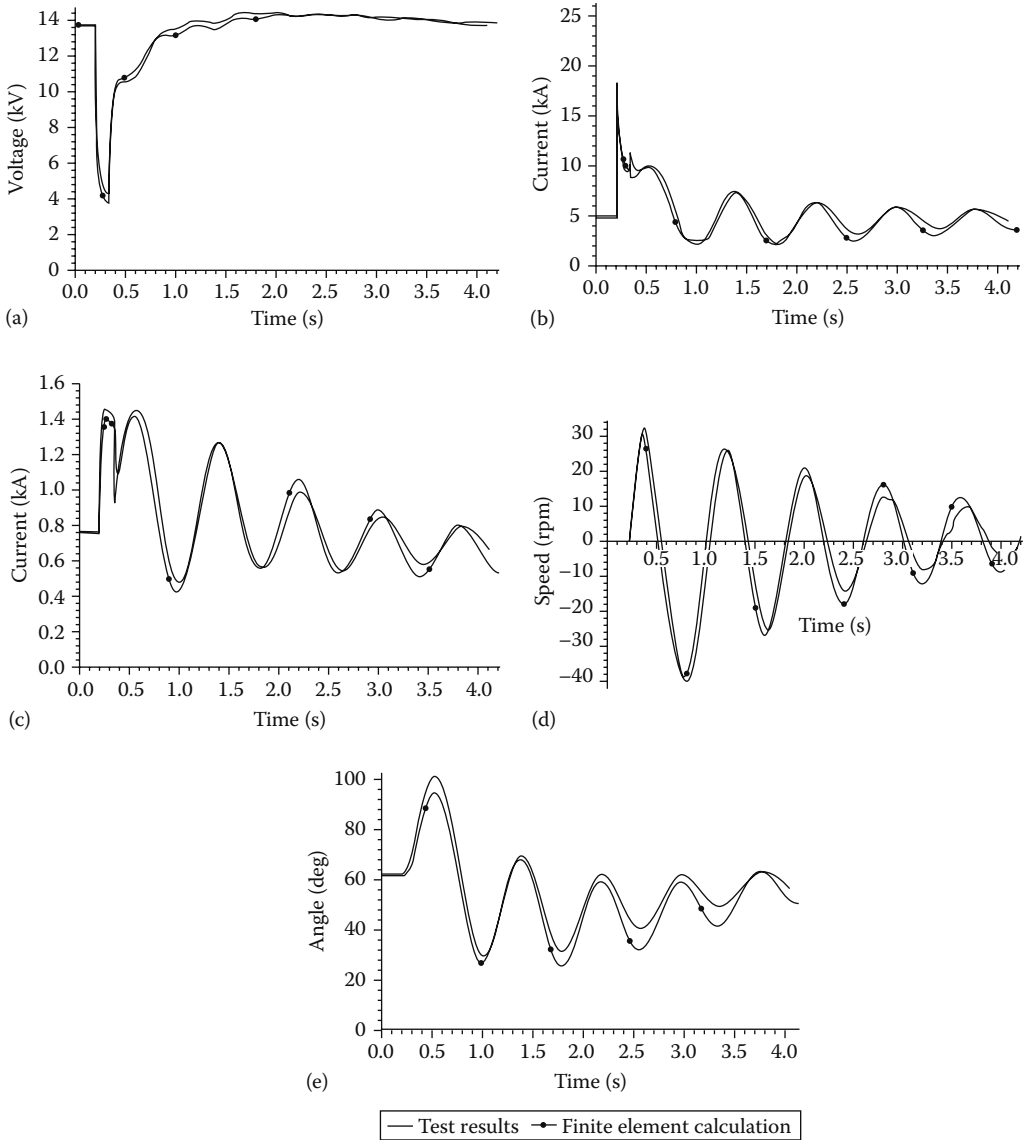 14
12
10
8
6
4
2
0
Voltage (kV)
0.0 0.5 1.0 1.5 2.0 2.5 3.0 3.5 4.0
Time (s)
(a)
25
20
15
10
5
0
Current (kA)
0.0 0.5 1.0 1.5 2.0 2.5 3.0 3.5 4.0
Time (s)
(b)
1.6
1.4
1.2
1.0
0.8
0.6
0.4
0.2
0.0
Current (kA)
0.0 0.5 1.0 1.5 2.0 2.5 3.0 3.5 4.0
Time (s)
(c)
30
20
10
0
−10
−20
−30
−40
Speed (rpm)
0.5 1.0 1.5 2.0 2.5 3.0 3.5 4.0
Time (s)
(d)
100
80
60
40
20
0
Angle (deg)
0.0 0.5 1.0 1.5 2.0 2.5 3.0 3.5 4.0
Time (s)
(e)
Test results Finite element calculation